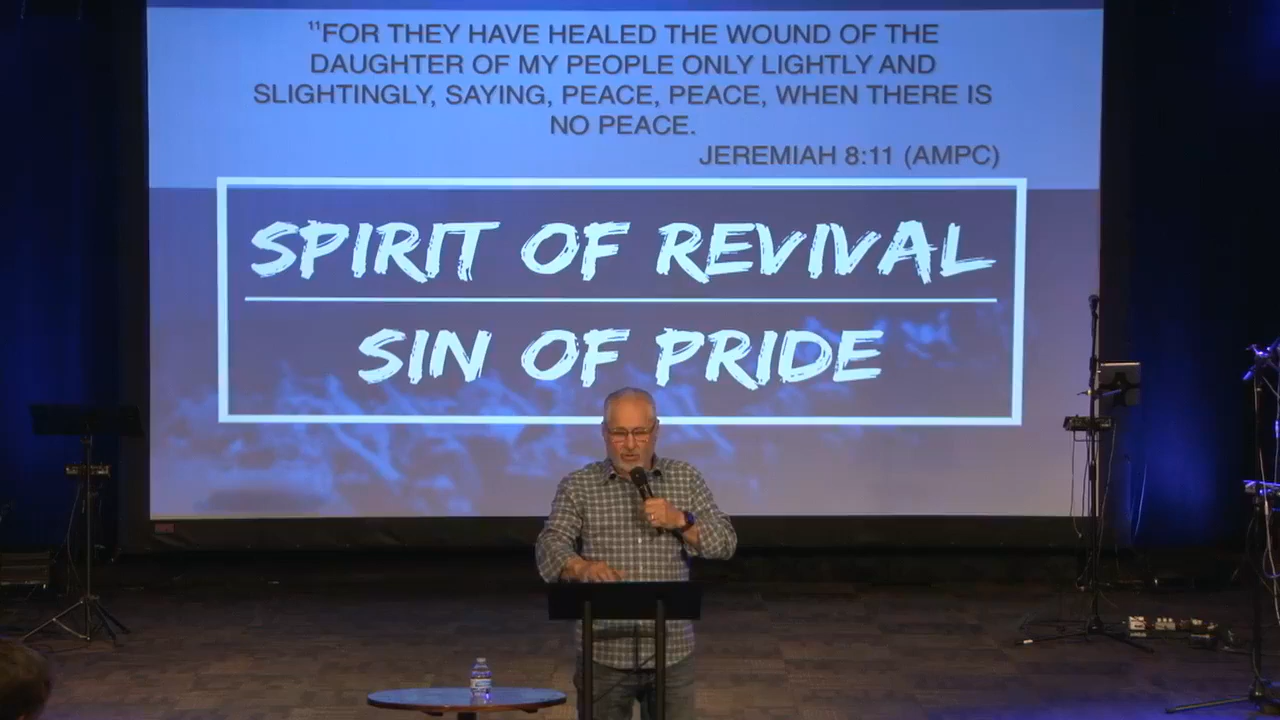 ¹¹FOR THEY HAVE HEALED THE WOUND OF THE
DAUGHTER OF MY PEOPLE ONLY LIGHTLY AND
SLIGHTINGLY, SAYING, PEACE, PEACE, WHEN THERE IS
NO PEACE.
JEREMIAH 8:11 (AMPC)
SPIRIT OF REVIVAL
SIN OF PRIDE